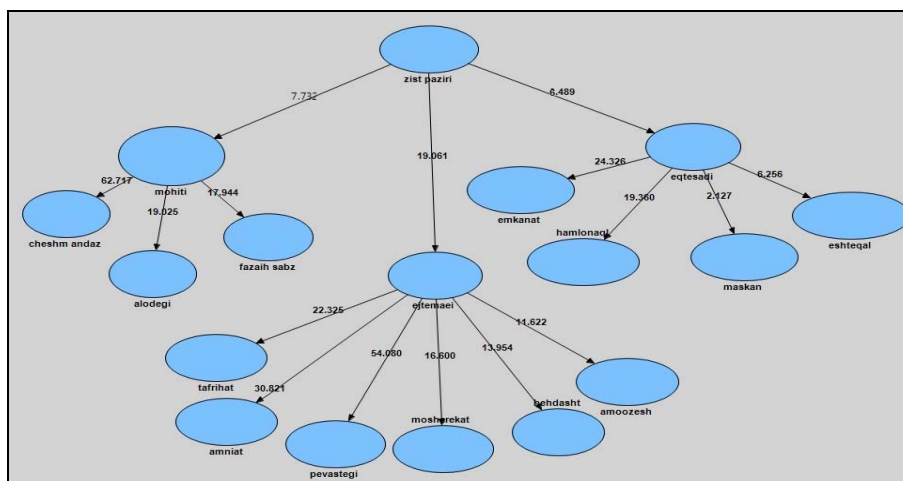 zist paziri
7.732
6.489
19.061
mohiti
eqtesadi
62.717
19.025
17.944
24.326
19.360
2.127
6.256
cheshm andaz
alodegi
fazaih sabz
emkanat
hamlonaql
maskan
eshteqal
ejtemaei
22.325
30.821
54.080
16.600
13.954
11.622
tafrihat
amniat
pevastegi
mosherekat
behdasht
amoozesh